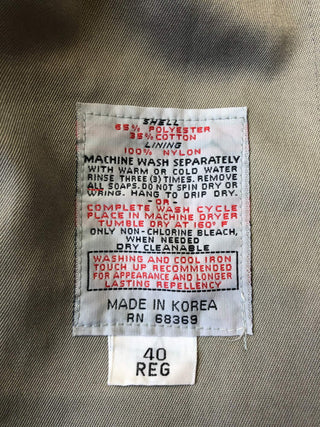 SHELL
65% POLYESTER
35% COTTON
LINING
100% NYLON
MACHINE WASH SEPARATELY
WITH WARM OR COLD WATER
RINSE THREE (3) TIMES. REMOVE
ALL SOAPS. DO NOT SPIN DRY OR
WRING. HANG TO DRIP DRY.
-OR-
COMPLETE WASH CYCLE
PLACE IN MACHINE DRYER
TUMBLE DRY AT 160°F
ONLY NON-CHLORINE BLEACH,
WHEN NEEDED
DRY CLEANABLE
WASHING AND COOL IRON
TOUCH UP RECOMMENDED
FOR APPEARANCE AND LONGER
LASTING REPELLENCY
MADE IN KOREA
RN 68369
40
REG